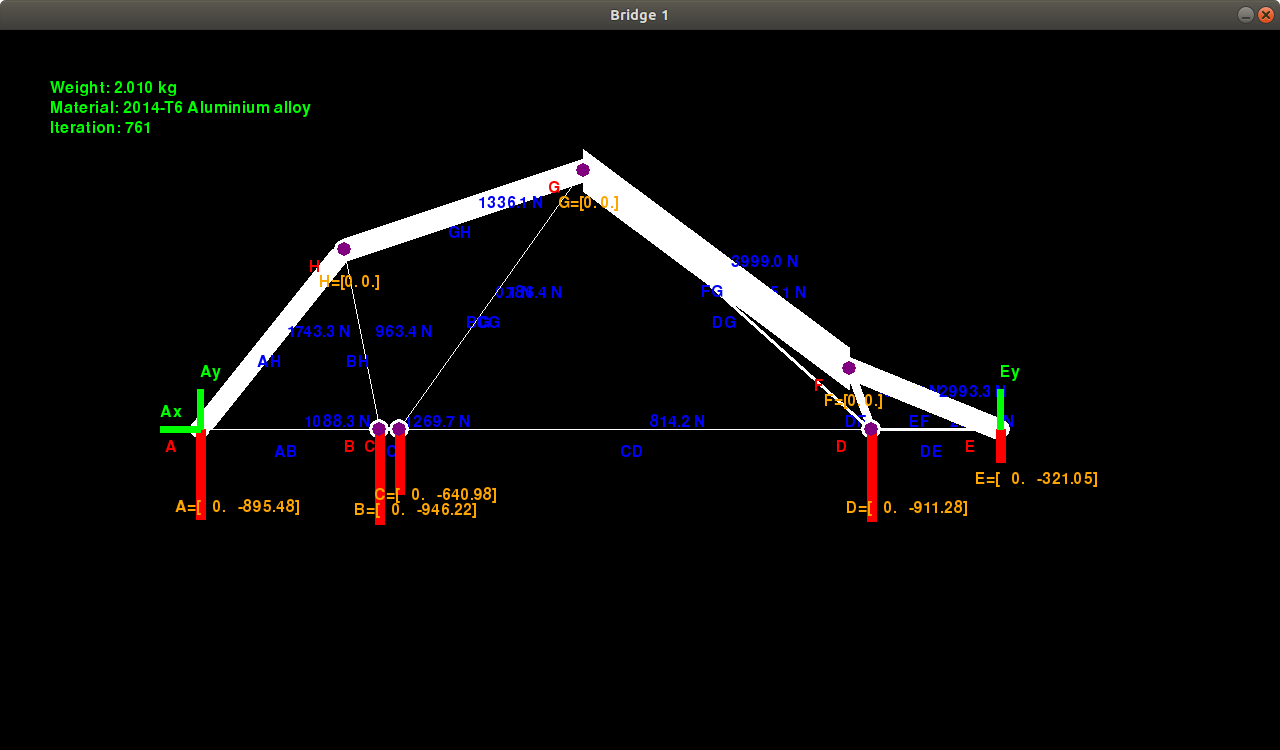 Bridge 1
Weight: 2.010 kg
Material: 2014-T6 Aluminium alloy
Iteration: 761
G
1336.1 N
G=[0. 0.]
GH
3999.0 N
H
H=[0. 0.]
FG
DG
1743.3 N
963.4 N
AH
BH
Ay
Ey
F
F=[0. 0.]
2993.3 N
Ax
1088.3 N
269.7 N
814.2 N
EF
A
B
C
D
E
AB
CD
DE
E=[ 0. -321.05]
C=[ 0. -640.98]
A=[ 0. -895.48]
B=[ 0. -946.22]
D=[ 0. -911.28]